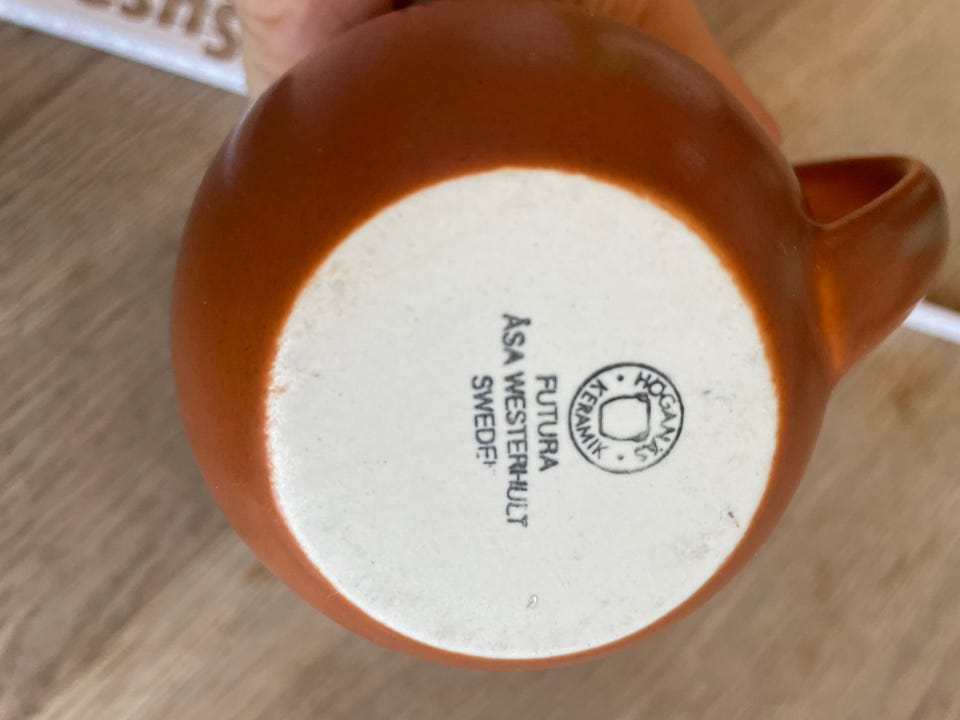 HÖGANÄS
KERAMIK
FUTURA
ÅSA WESTERHULT
SWEDEN